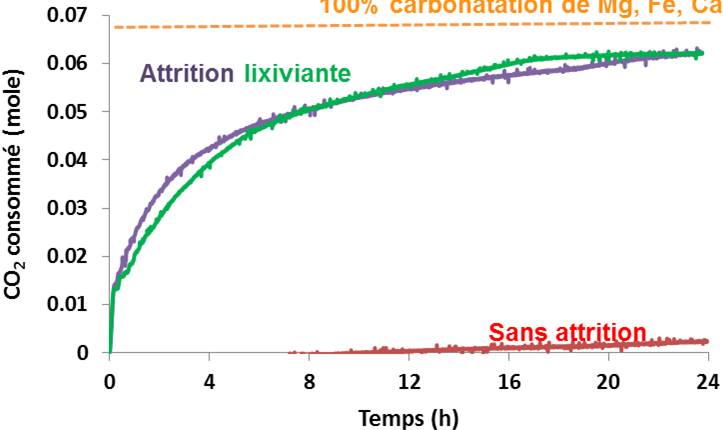 100% carbonatation de Mg, Fe, Ca
0.07
0.06
0.05
0.04
0.03
0.02
0.01
0
CO₂ consommé (mole)
Attrition lixiviante
Sans attrition
0 4 8 12 16 20 24
Temps (h)